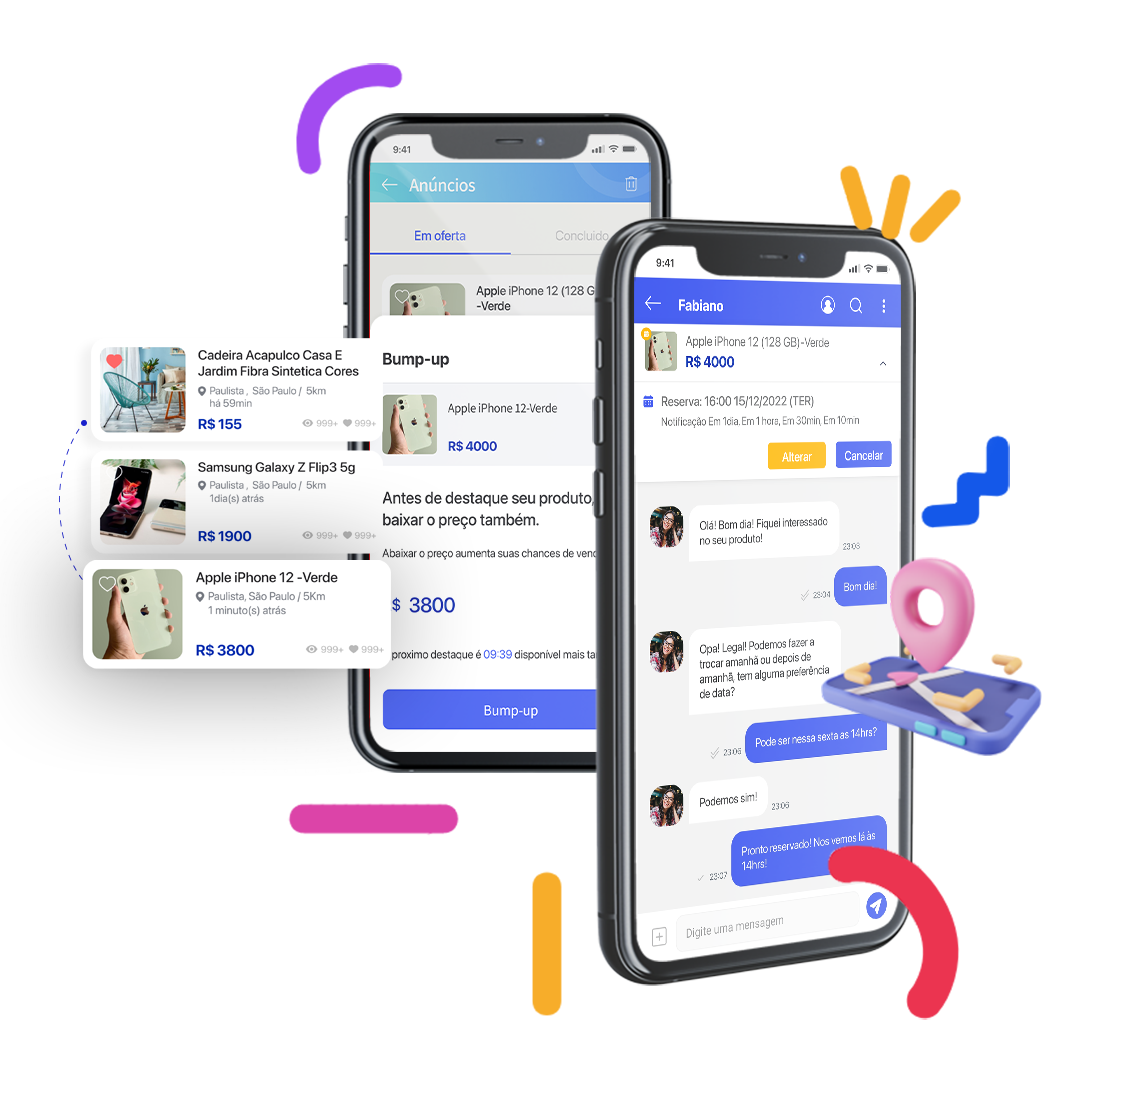 9:41
Anúncios
Em oferta
Concluido
Apple iPhone 12 (128 G
-Verde
Bump-up
Apple iPhone 12-Verde
R$ 4000
Antes de destaque seu produto,
baixar o preço também.
Abaixar o preço aumenta suas chances de venc
$ 3800
proximo destaque é 09:39 disponível mais ta
Bump-up
Cadeira Acapulco Casa E
Jardim Fibra Sintetica Cores
Paulista , São Paulo / 5km
há 59min
R$ 155
999+
999+
Samsung Galaxy Z Flip3 5g
Paulista , São Paulo / 5km
1dia(s) atrás
R$ 1900
999+
999+
Apple iPhone 12 -Verde
Paulista, São Paulo / 5Km
1 minuto(s) atrás
R$ 3800
999+
999+
9:41
Fabiano
Apple iPhone 12 (128 GB)-Verde
R$ 4000
Reserva: 16:00 15/12/2022 (TER)
Notificação Em 1dia, Em 1 hora, Em 30min, Em 10min
Alterar
Cancelar
Olá! Bom dia! Fiquei interessado
no seu produto!
23:03
Bom dia!
23:04
Opa! Legal! Podemos fazer a
trocar amanhã ou depois de
amanhã, tem alguma preferência
de data?
Pode ser nessa sexta as 14hrs?
23:06
Podemos sim!
23:06
Pronto reservado! Nos vemos lá às
14hrs!
23:07
Digite uma mensagem